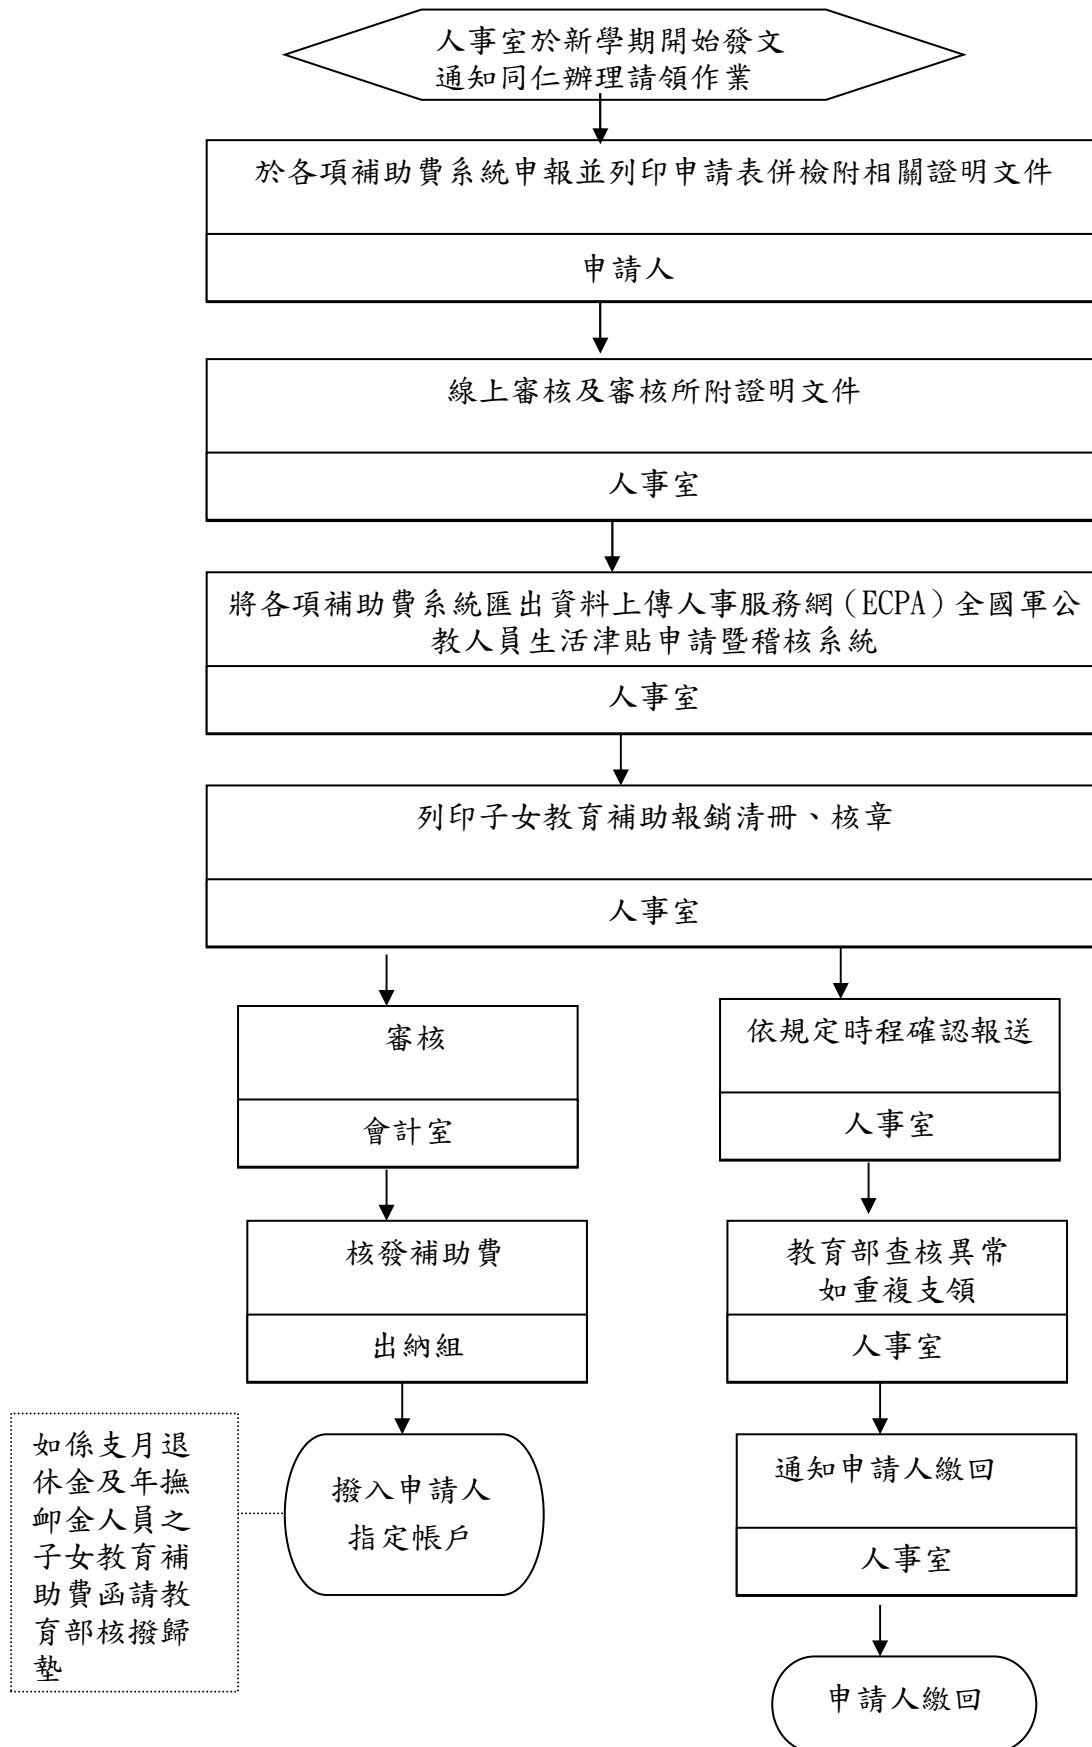 人事室於新學期開始發文
通知同仁辦理請領作業
於各項補助費系統申報並列印申請表併檢附相關證明文件
申請人
線上審核及審核所附證明文件
人事室
將各項補助費系統匯出資料上傳人事服務網(ECPA)全國軍公
教人員生活津貼申請暨稽核系統
人事室
列印子女教育補助報銷清冊、核章
人事室
審核
會計室
核發補助費
出納組
撥入申請人
指定帳戶
如係支月退
休金及年撫
卹金人員之
子女教育補
助費函請教
育部核撥歸
墊
依規定時程確認報送
人事室
教育部查核異常
如重複支領
人事室
通知申請人繳回
人事室
申請人繳回